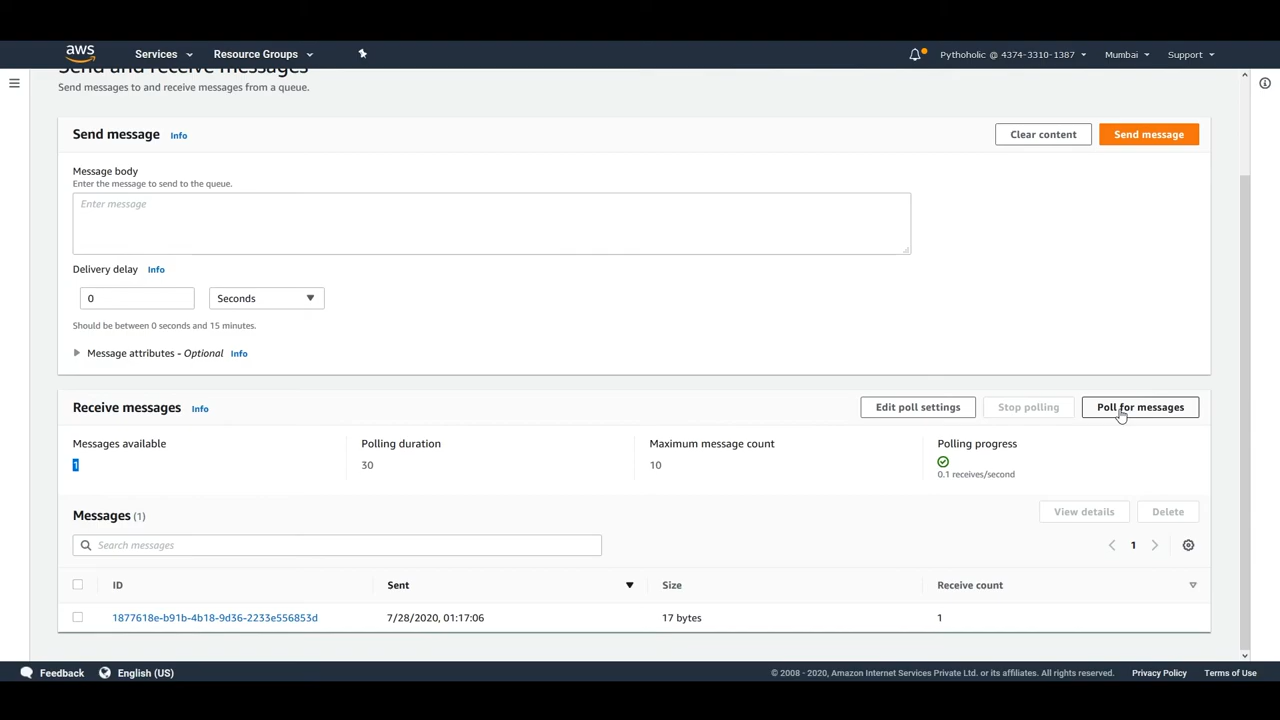 aws Services Resource Groups Pythoholic @ 4374-3310-1387 Mumbai Support
Send and receive messages
Send messages to and receive messages from a queue.
Send message Info Clear content Send message
Message body
Enter the message to send to the queue.
Enter message
Delivery delay Info
0 Seconds
Should be between 0 seconds and 15 minutes.
Message attributes - Optional Info
Receive messages Info Edit poll settings Stop polling Poll for messages
Messages available Polling duration Maximum message count Polling progress
1 30 10
0.1 receives/second
Messages (1) View details Delete
Search messages 1
ID Sent Size Receive count
1877618e-b91b-4b18-9d36-2233e556853d 7/28/2020, 01:17:06 17 bytes 1
Feedback English (US) © 2008 - 2020, Amazon Internet Services Private Ltd. or its affiliates. All rights reserved. Privacy Policy Terms of Use